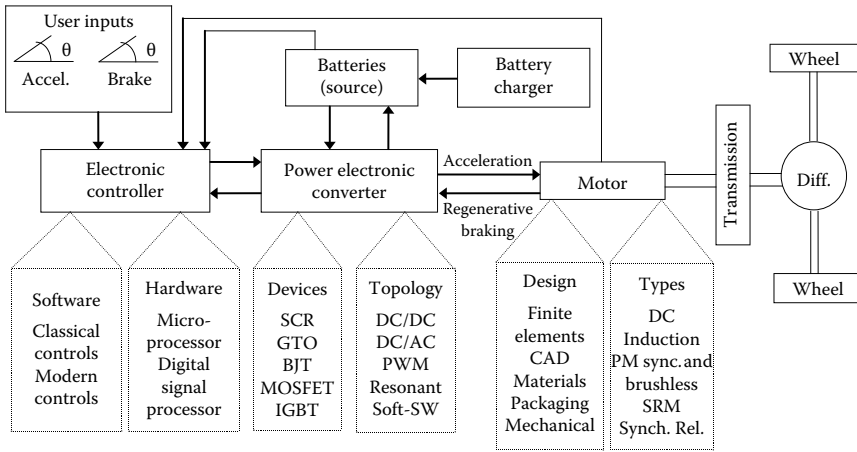 User inputs
θ
θ
Accel.
Brake
Batteries
(source)
Battery
charger
Wheel
Electronic
controller
Power electronic
converter
Acceleration
Regenerative
braking
Motor
Transmission
Diff.
Wheel
Software
Classical
controls
Modern
controls
Hardware
Micro-
processor
Digital
signal
processor
Devices
SCR
GTO
BJT
MOSFET
IGBT
Topology
DC/DC
DC/AC
PWM
Resonant
Soft-SW
Design
Finite
elements
CAD
Materials
Packaging
Mechanical
Types
DC
Induction
PM sync. and
brushless
SRM
Synch. Rel.